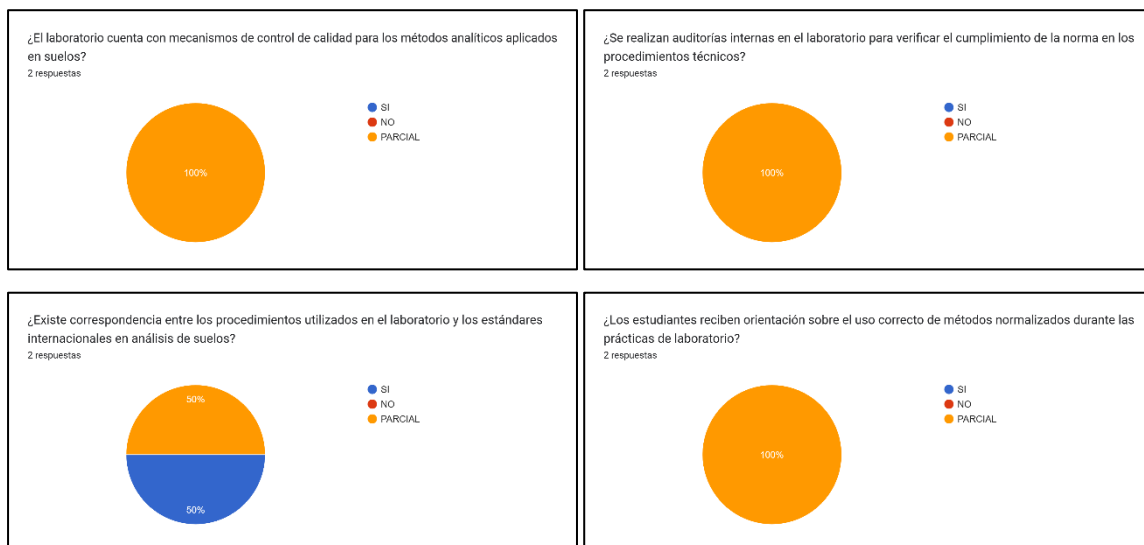 ¿El laboratorio cuenta con mecanismos de control de calidad para los métodos analíticos aplicados
en suelos?
2 respuestas
100%
SI
NO
PARCIAL
¿Se realizan auditorías internas en el laboratorio para verificar el cumplimiento de la norma en los
procedimientos técnicos?
2 respuestas
100%
SI
NO
PARCIAL
¿Existe correspondencia entre los procedimientos utilizados en el laboratorio y los estándares
internacionales en análisis de suelos?
2 respuestas
50%
50%
SI
NO
PARCIAL
¿Los estudiantes reciben orientación sobre el uso correcto de métodos normalizados durante las
prácticas de laboratorio?
2 respuestas
100%
SI
NO
PARCIAL